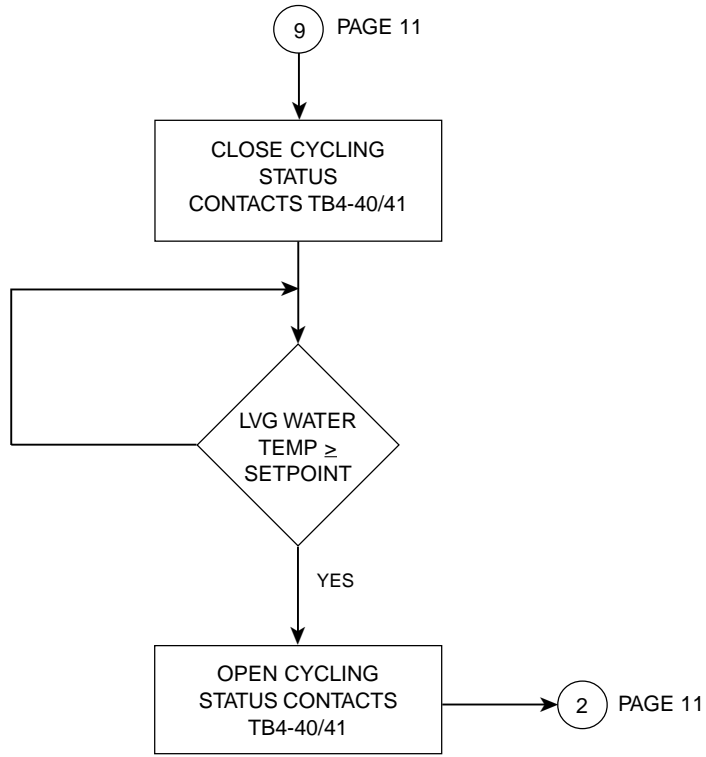 9 PAGE 11
CLOSE CYCLING
STATUS
CONTACTS TB4-40/41
LVG WATER
TEMP ≥
SETPOINT
YES
OPEN CYCLING
STATUS CONTACTS
TB4-40/41
2 PAGE 11